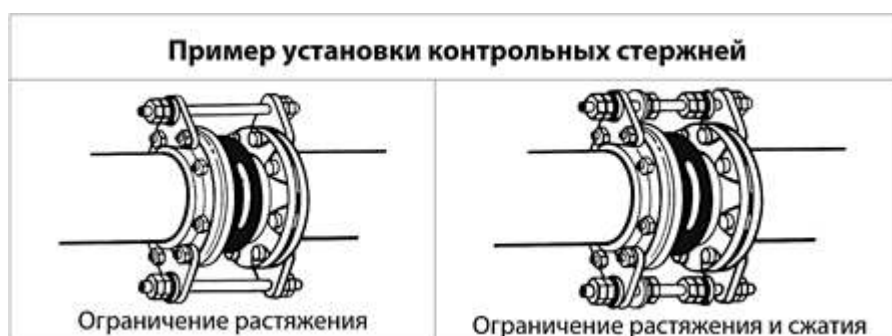 Пример установки контрольных стержней
Ограничение растяжения
Ограничение растяжения и сжатия